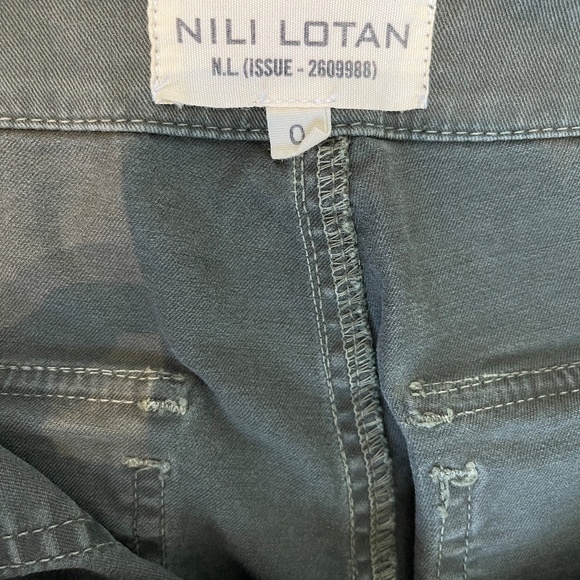 NILI LOTAN
N.L. (ISSUE - 2609988)
0